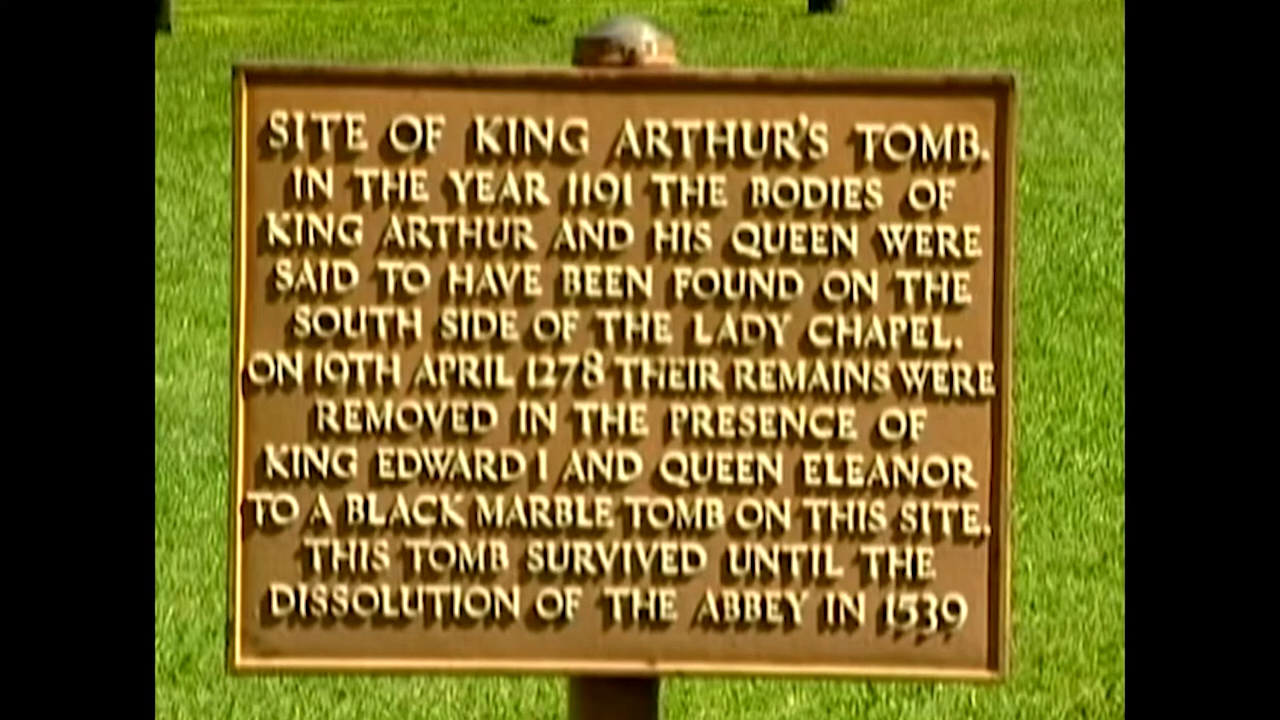 SITE OF KING ARTHUR'S TOMB.
IN THE YEAR 1191 THE BODIES OF
KING ARTHUR AND HIS QUEEN WERE
SAID TO HAVE BEEN FOUND ON THE
SOUTH SIDE OF THE LADY CHAPEL.
ON 19TH APRIL 1278 THEIR REMAINS WERE
REMOVED IN THE PRESENCE OF
KING EDWARD I AND QUEEN ELEANOR
TO A BLACK MARBLE TOMB ON THIS SITE.
THIS TOMB SURVIVED UNTIL THE
DISSOLUTION OF THE ABBEY IN 1539